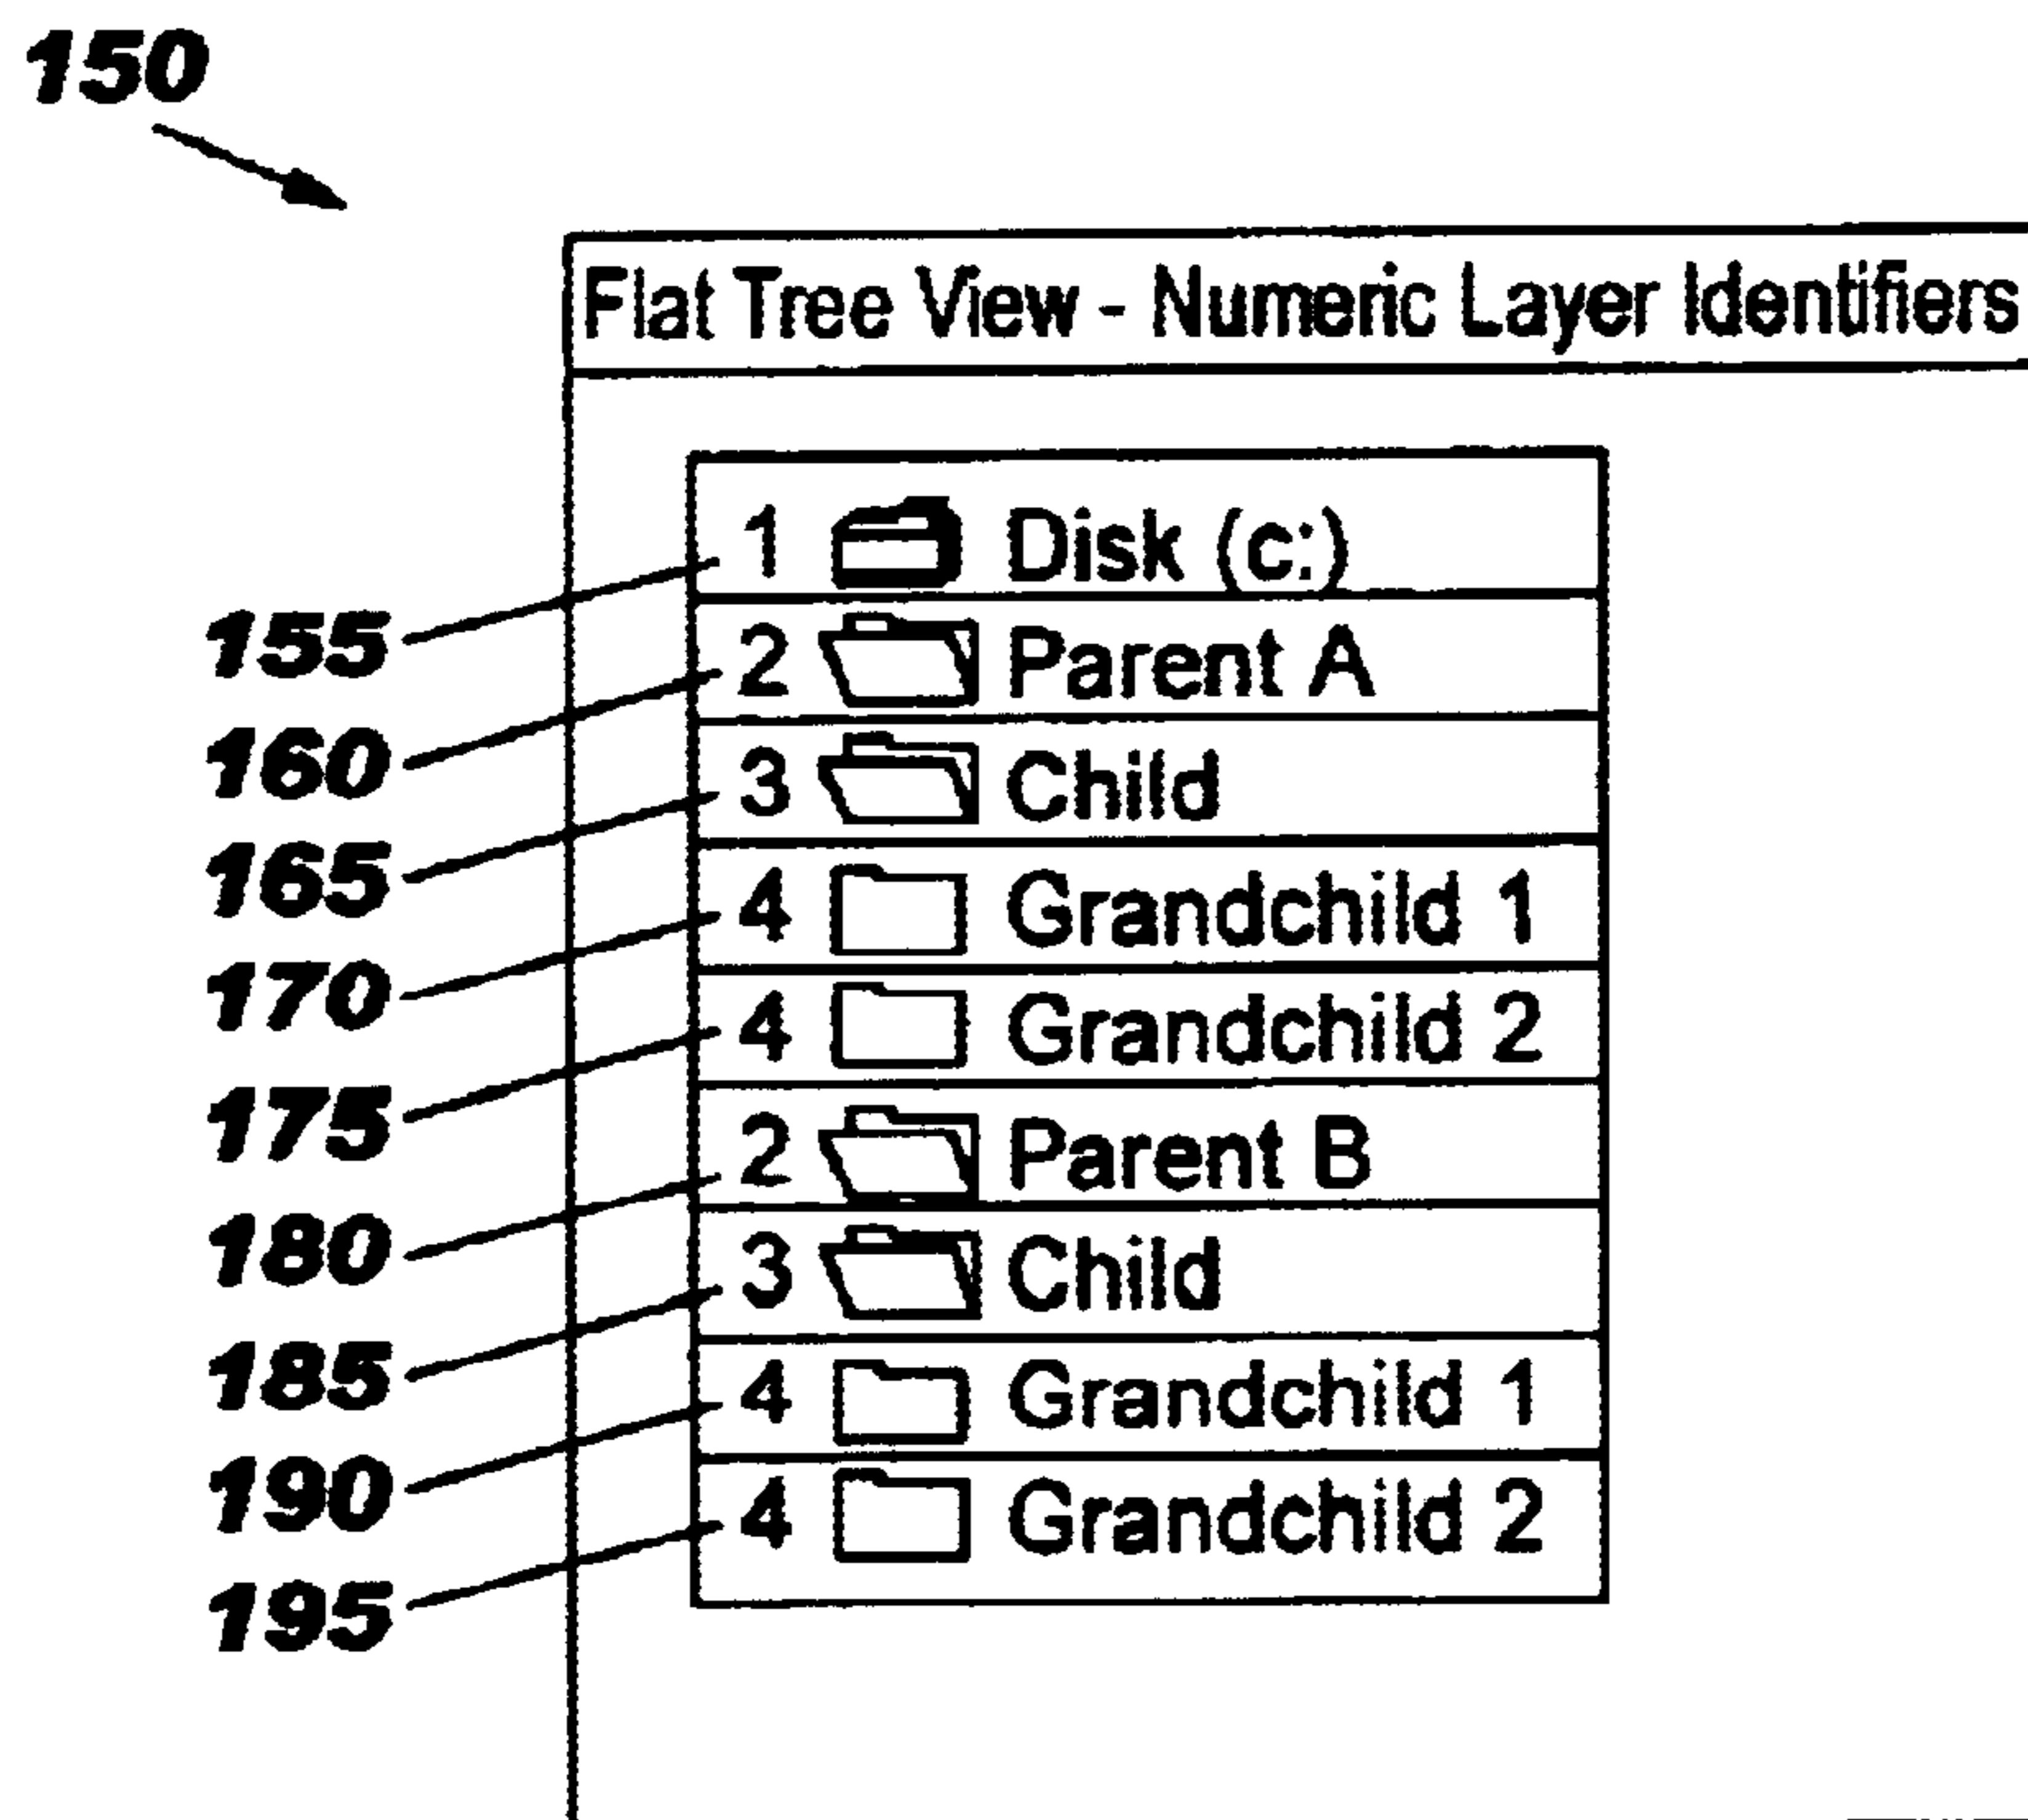 150
Flat Tree View - Numeric Layer Identifiers
1 Disk (c:)
155
2 Parent A
160
3 Child
165
4 Grandchild 1
170
4 Grandchild 2
175
2 Parent B
180
3 Child
185
4 Grandchild 1
190
4 Grandchild 2
195